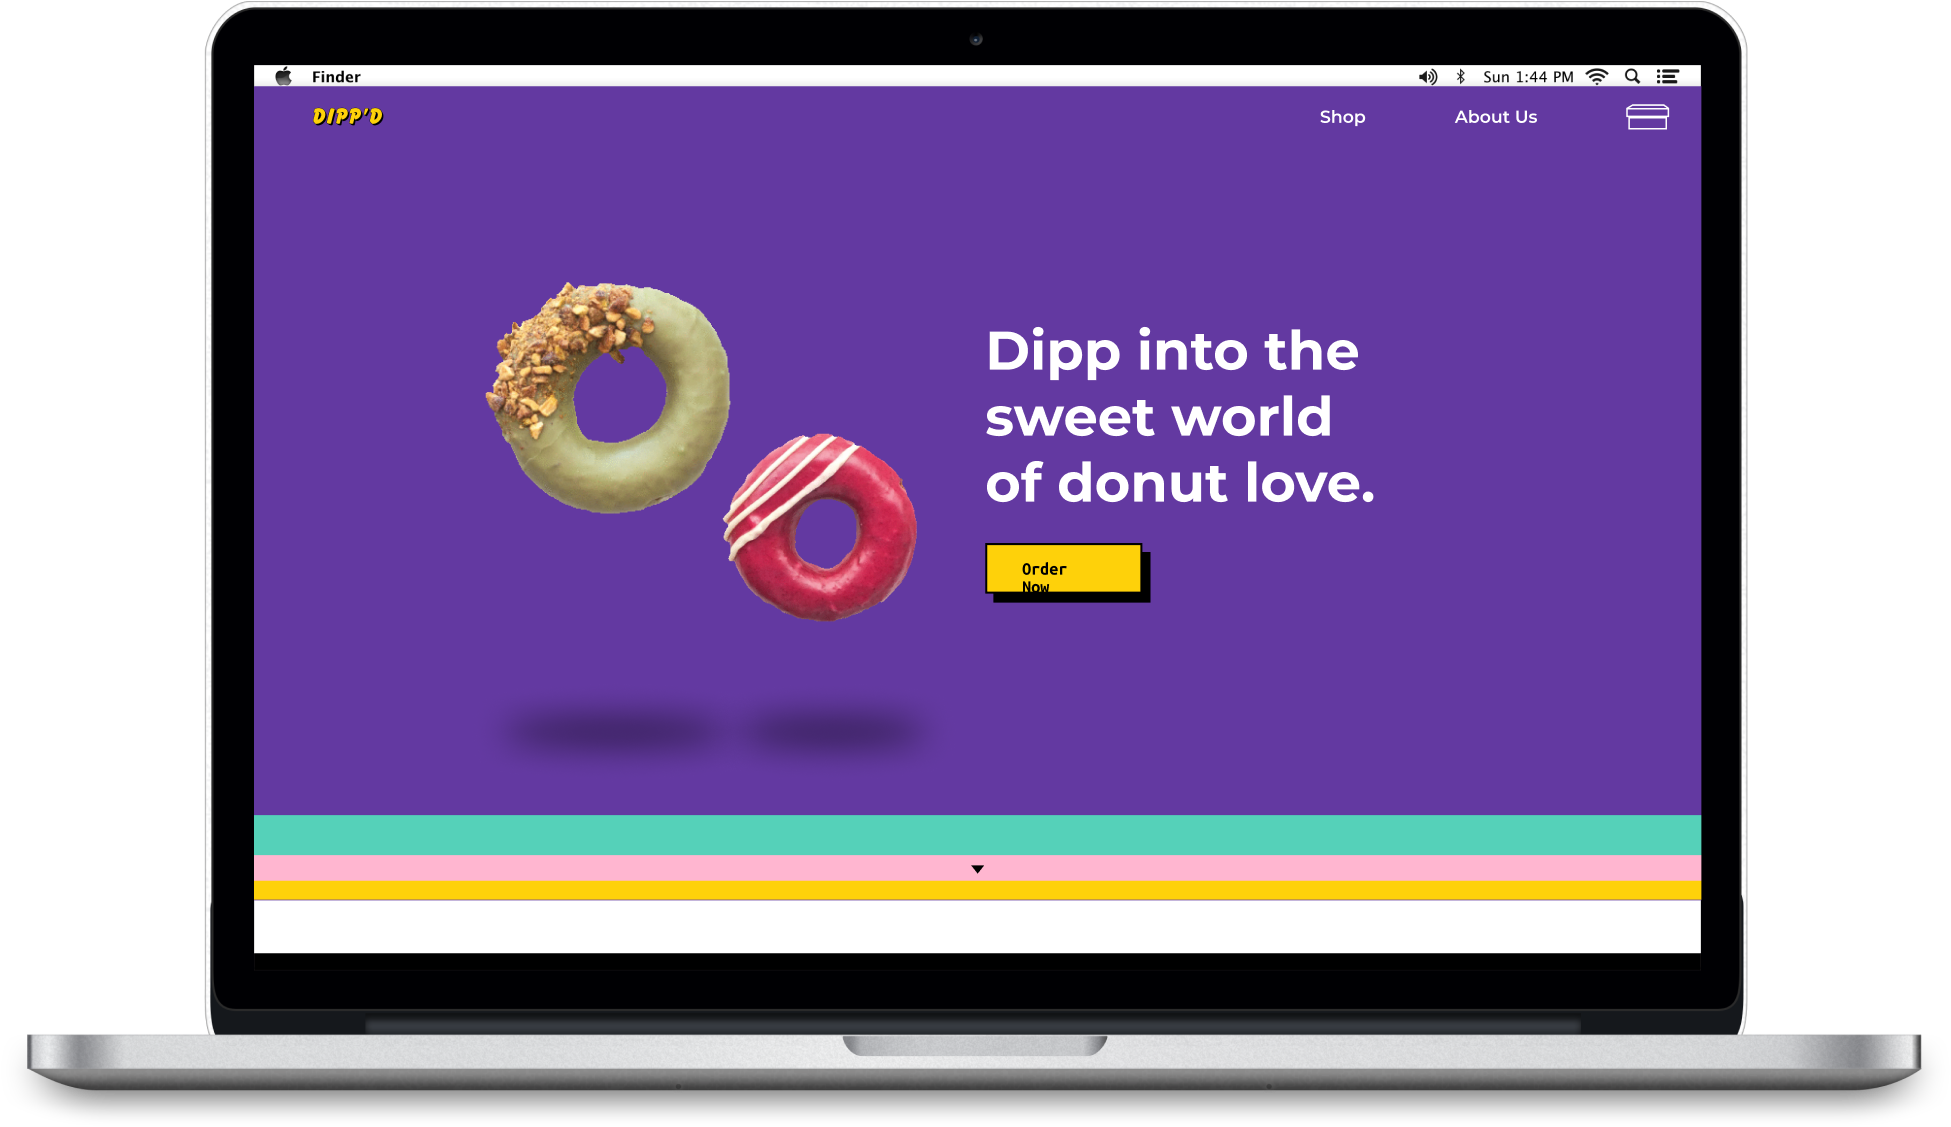 Finder
Sun 1:44 PM
DIPP'D
Shop
About Us
Dipp into the
sweet world
of donut love.
Order
Now